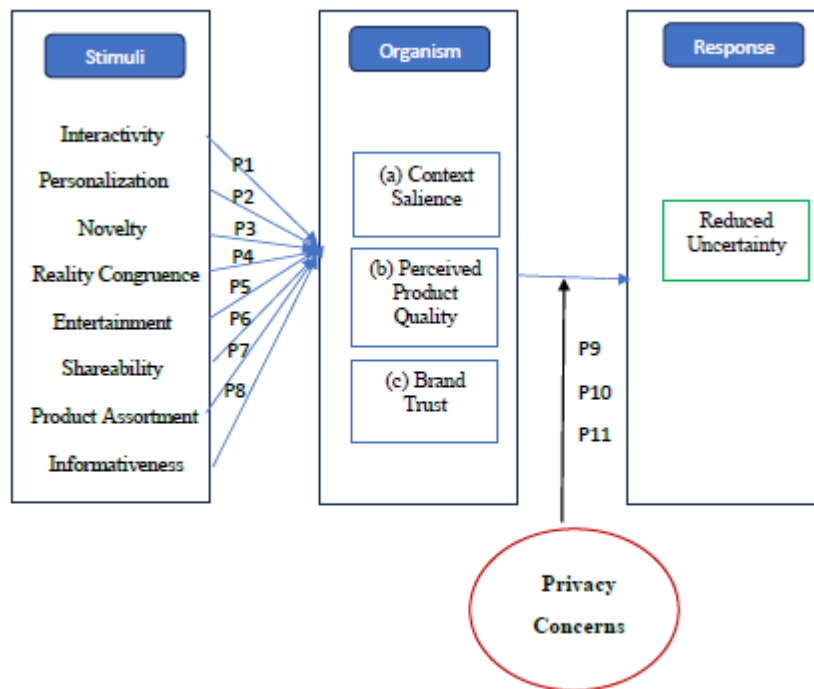 Stimuli
Interactivity
Personalization
Novelty
Reality Congruence
Entertainment
Shareability
Product Assortment
Informativeness
P1
P2
P3
P4
P5
P6
P7
P8
Organism
(a) Context
Salience
(b) Perceived
Product
Quality
(c) Brand
Trust
Response
Reduced
Uncertainty
P9
P10
P11
Privacy
Concerns